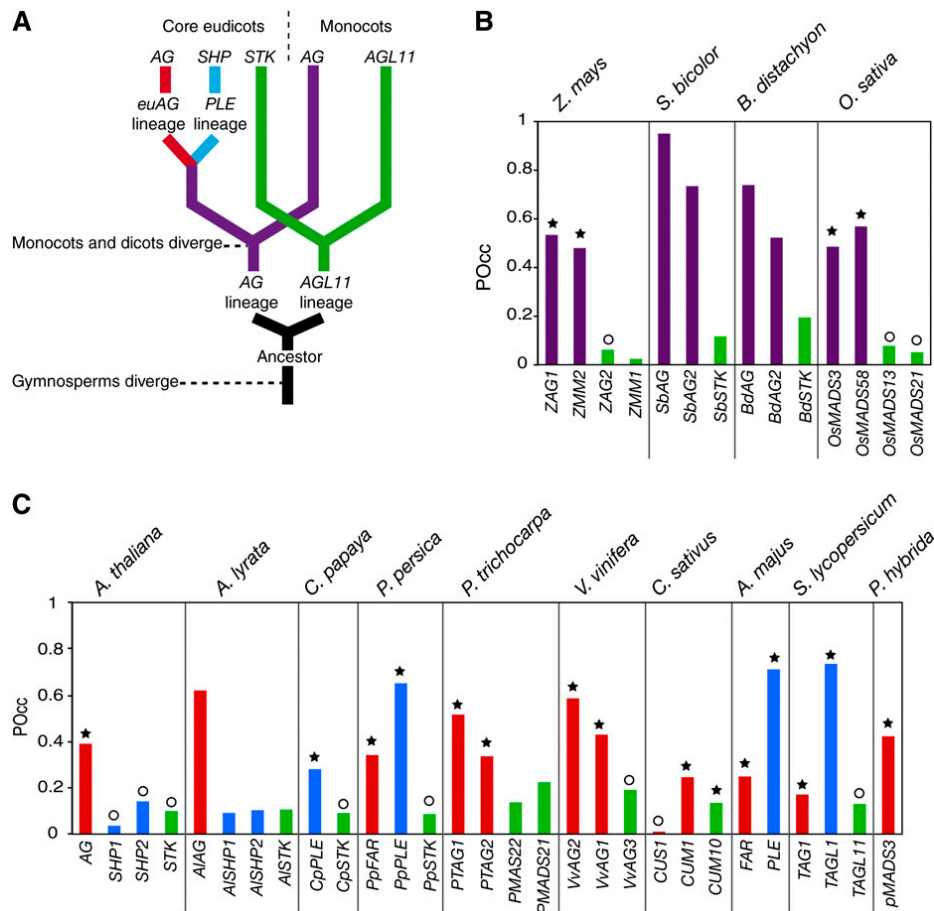 A
Core eudicots
Monocots
AG
SHP
STK
AG
AGL11
euAG
lineage
PLE
lineage
Monocots and dicots diverge
AG
lineage
AGL11
lineage
Ancestor
Gymnosperms diverge
B
Z. mays
S. bicolor
B. distachyon
O. sativa
POcc
1
0.8
0.6
0.4
0.2
0
ZAG1
ZMM2
ZAG2
ZMM1
SbAG
SbAG2
SbSTK
BdAG
BdAG2
BdSTK
OsMADS3
OsMADS58
OsMADS13
OsMADS21
C
A. thaliana
A. lyrata
C. papaya
P. persica
P. trichocarpa
V. vinifera
C. sativus
A. majus
S. lycopersicum
P. hybrida
POcc
1
0.8
0.6
0.4
0.2
0
AG
SHP1
SHP2
STK
AlAG
AlSHP1
AlSHP2
AlSTK
CpPLE
CpSTK
PpFAR
PpPLE
PpSTK
PTAG1
PTAG2
PMAS22
PMADS21
VvAG2
VvAG1
VvAG3
CUS1
CUM1
CUM10
FAR
PLE
TAG1
TAGL1
TAGL11
pMADS3